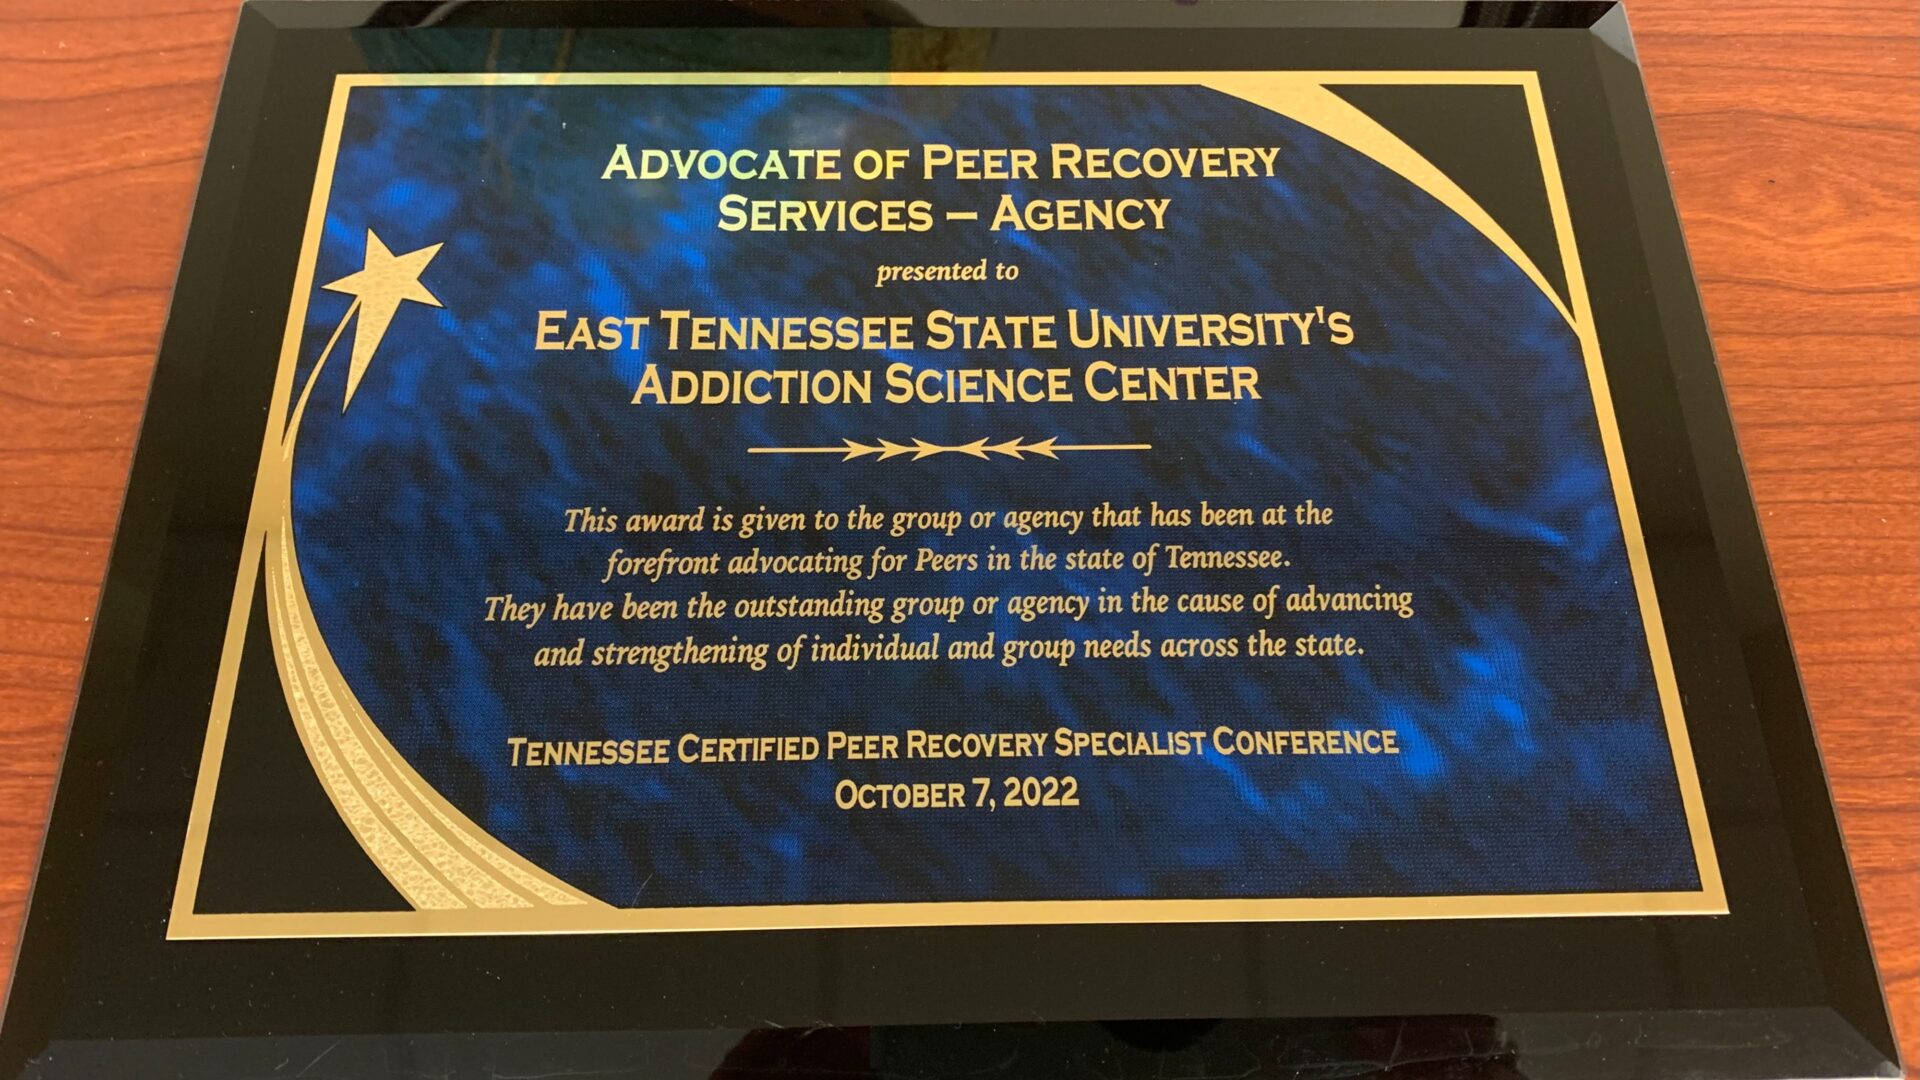 Advocate of Peer Recovery
Services – Agency
presented to
East Tennessee State University's
Addiction Science Center
This award is given to the group or agency that has been at the
forefront advocating for Peers in the state of Tennessee.
They have been the outstanding group or agency in the cause of advancing
and strengthening of individual and group needs across the state.
Tennessee Certified Peer Recovery Specialist Conference
October 7, 2022